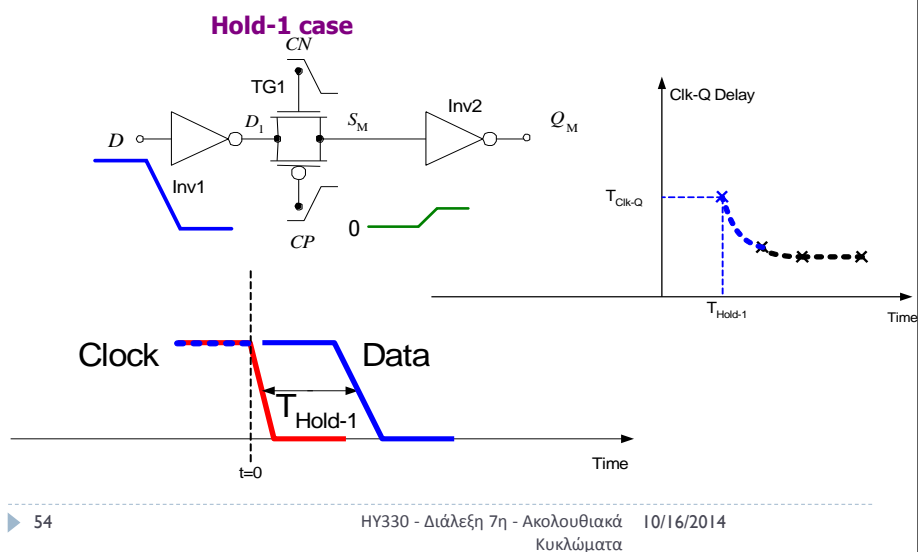 Hold-1 case
CN
TG1
Clk-Q Delay
Inv2
D
D1
SM
QM
Inv1
TClk-Q
0
CP
THold-1
Time
Clock
Data
THold-1
Time
t=0
54
HY330 - Διάλεξη 7η - Ακολουθιακά
Κυκλώματα
10/16/2014